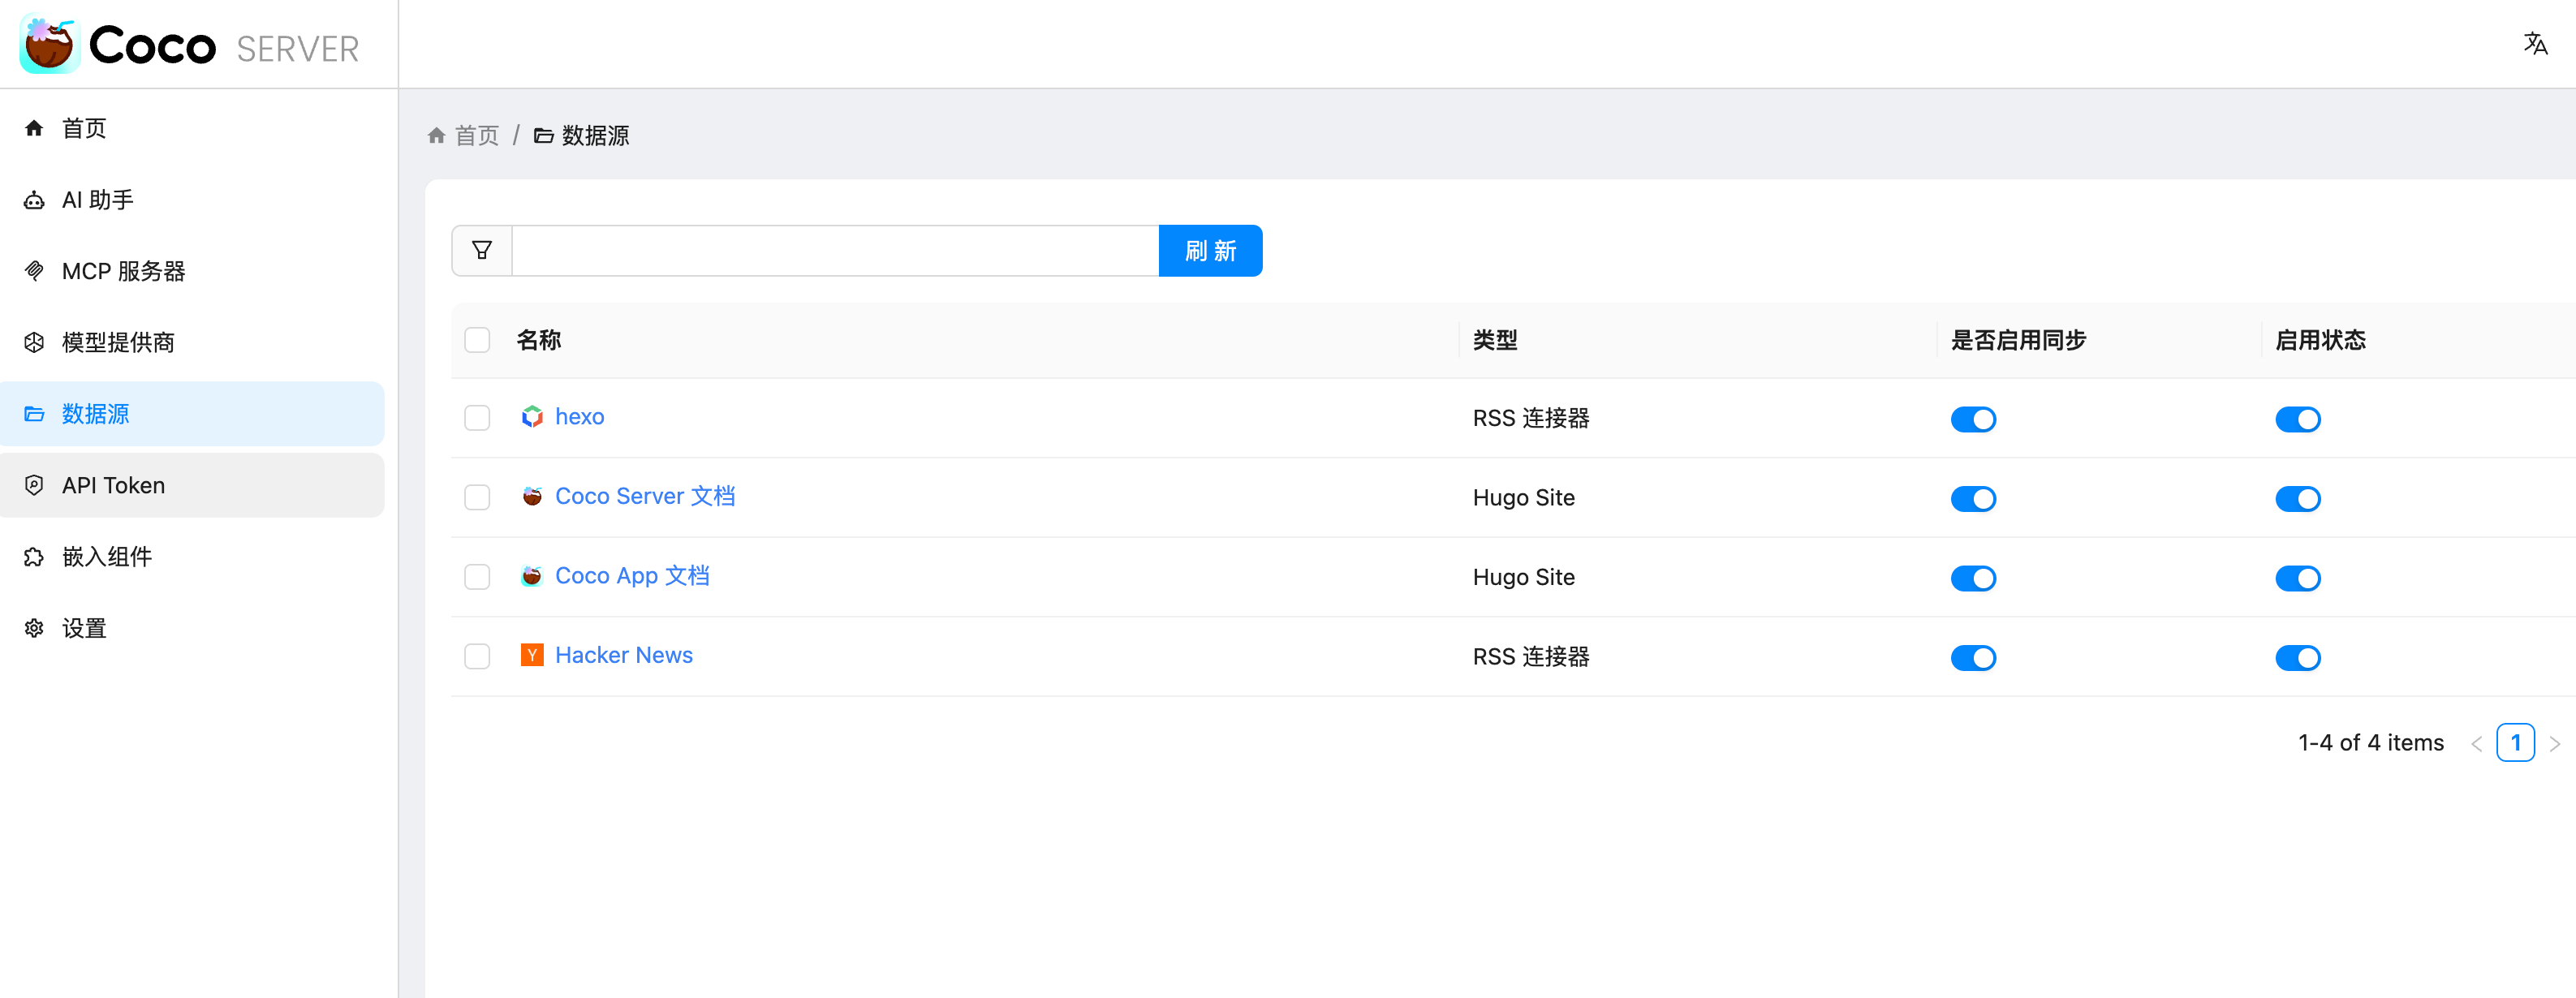 Coco SERVER
首页
AI 助手
MCP 服务器
模型提供商
数据源
API Token
嵌入组件
设置
首页 / 数据源
刷 新
名称 类型 是否启用同步 启用状态
hexo RSS 连接器
Coco Server 文档 Hugo Site
Coco App 文档 Hugo Site
Y Hacker News RSS 连接器
1-4 of 4 items < 1 >